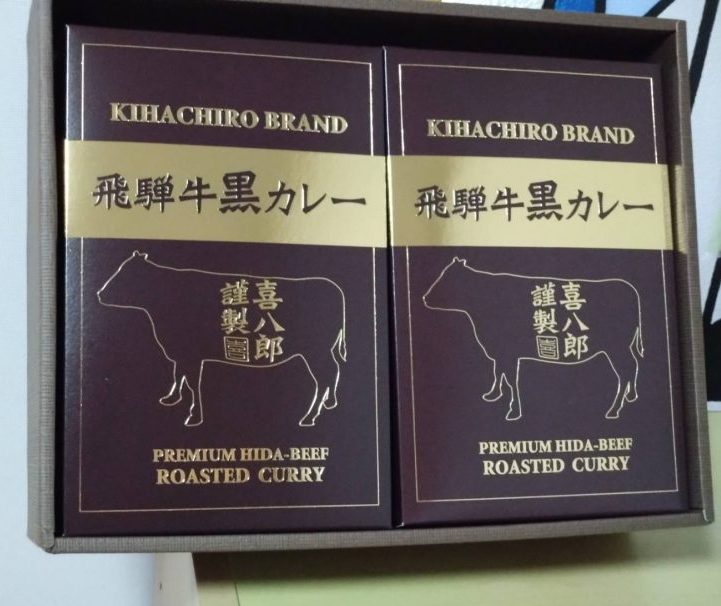 KIHACHIRO BRAND
飛騨牛黒カレー
喜八郎
謹製
喜
PREMIUM HIDA-BEEF
ROASTED CURRY
KIHACHIRO BRAND
飛騨牛黒カレー
喜八郎
謹製
喜
PREMIUM HIDA-BEEF
ROASTED CURRY